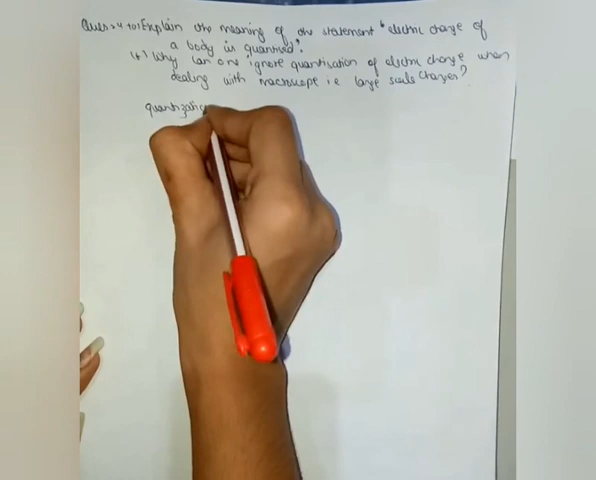 Ques > 4 (a) Explain the meaning of the statement "electric charge of
a body is quantised".
(b) Why can one ignore quantisation of electric charge when
dealing with macroscopic i.e large scale charges?
quantizatio